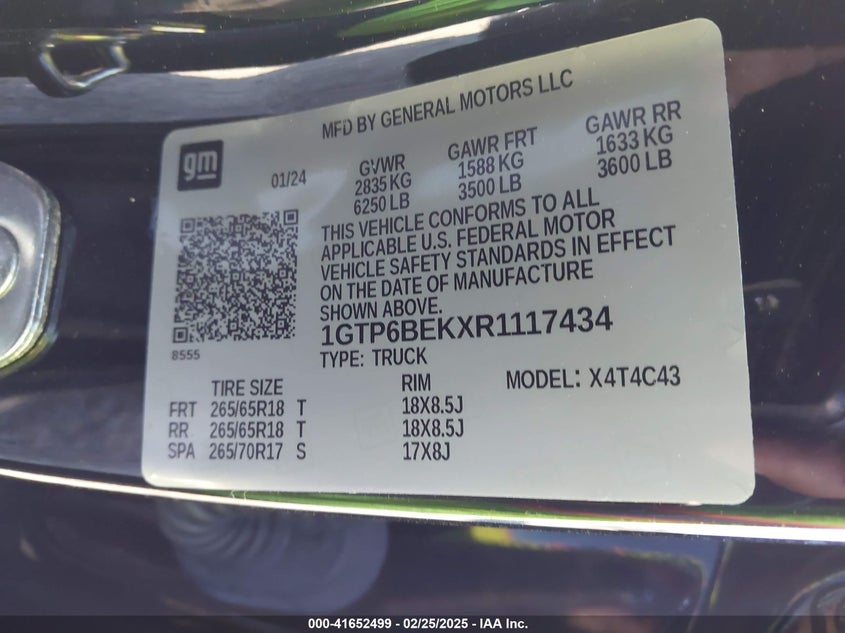 MFD BY GENERAL MOTORS LLC
gm
01/24
GVWR GAWR FRT GAWR RR
2835 KG 1588 KG 1633 KG
6250 LB 3500 LB 3600 LB
THIS VEHICLE CONFORMS TO ALL
APPLICABLE U.S. FEDERAL MOTOR
VEHICLE SAFETY STANDARDS IN EFFECT
ON THE DATE OF MANUFACTURE
SHOWN ABOVE.
1GTP6BEKXR1117434
8555
TYPE: TRUCK
TIRE SIZE RIM MODEL: X4T4C43
FRT 265/65R18 T 18X8.5J
RR 265/65R18 T 18X8.5J
SPA 265/70R17 S 17X8J
000-41652499 - 02/25/2025 - IAA Inc.